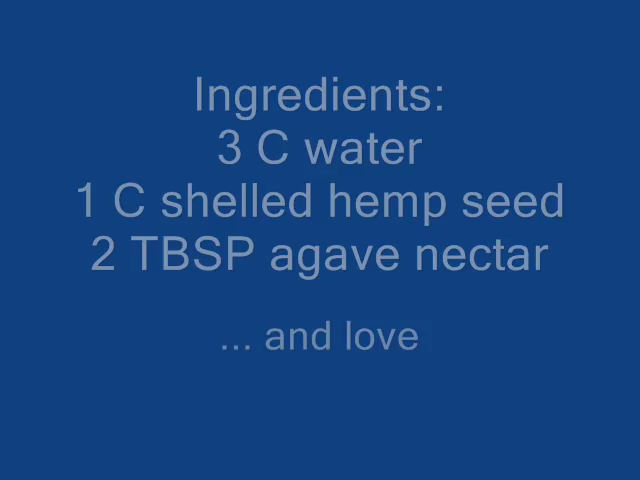 Ingredients:
3 C water
1 C shelled hemp seed
2 TBSP agave nectar
... and love